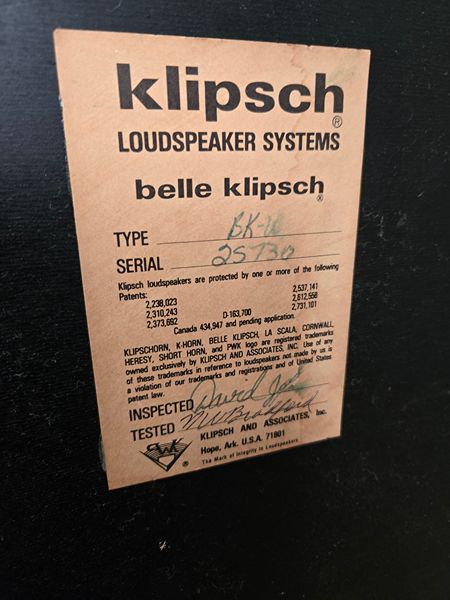 klipsch®
LOUDSPEAKER SYSTEMS
belle klipsch®
TYPE
SERIAL 2S730
Klipsch loudspeakers are protected by one or more of the following
Patents:
2,238,023 2,537,141
2,310,243 D-163,700 2,612,558
2,373,692 2,731,101
Canada 434,947 and pending application.
KLIPSCHORN, K-HORN, BELLE KLIPSCH, LA SCALA, CORNWALL,
HERESY, SHORT HORN, and PWK logo are registered trademarks
owned exclusively by KLIPSCH AND ASSOCIATES, INC. Use of any
of these trademarks in reference to loudspeakers not made by us is
a violation of our trademarks and registrations and of United States
patent law.
INSPECTED David
TESTED Bradford
KLIPSCH AND ASSOCIATES, Inc.
PWK ® Hope, Ark. U.S.A. 71801
The Mark of Integrity in Loudspeakers